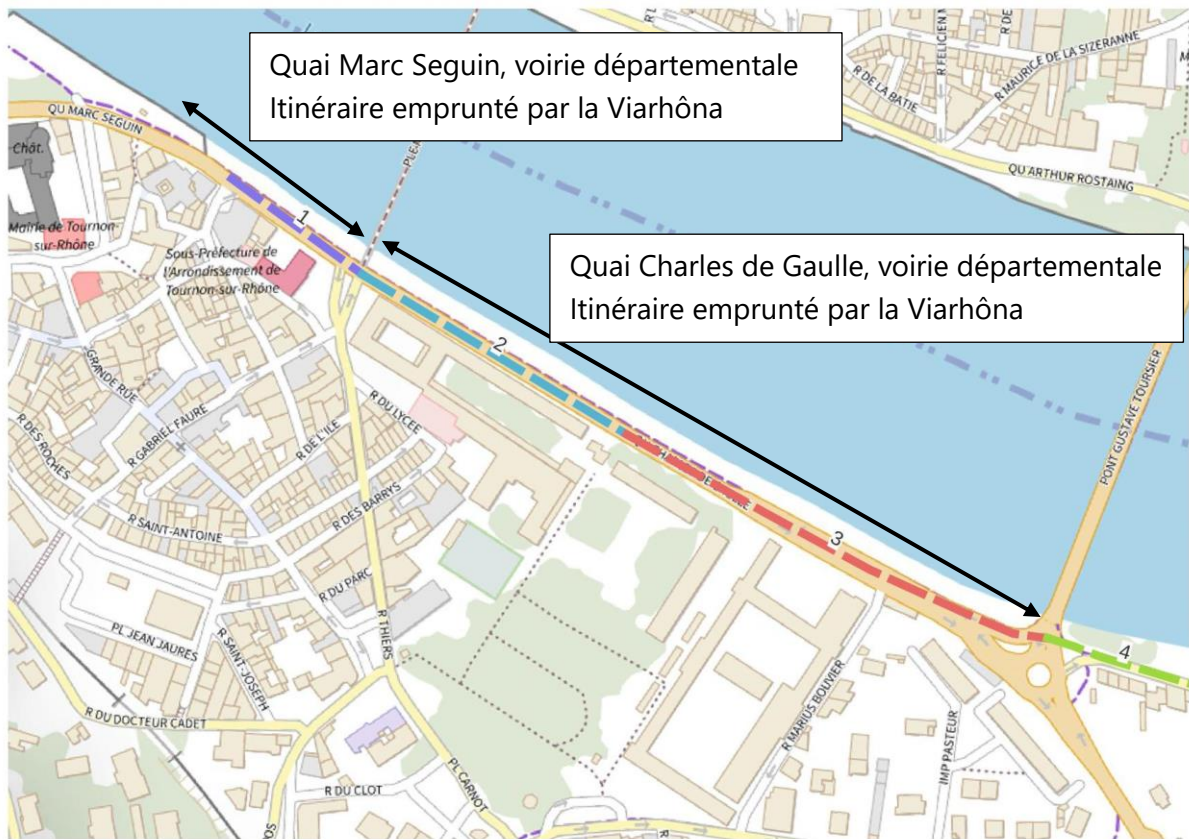 Quai Marc Seguin, voirie départementale
Itinéraire emprunté par la Viarhôna
R DE LA BATIE
R FELICIEN
R MAURICE DE LA SIZERANNE
QU ARTHUR ROSTAING
QU MARC SEGUIN
Chât.
Mairie de Tournon-
sur-Rhône
1
Sous-Préfecture de
l'Arrondissement de
Tournon-sur-Rhône
Quai Charles de Gaulle, voirie départementale
Itinéraire emprunté par la Viarhôna
2
GRANDE RUE
R DES ROCHES
R GABRIEL FAURE
R DE L'ILE
R DU LYCEE
R SAINT-ANTOINE
R DES BARRYS
PONT GUSTAVE TOURSIER
3
R DU PARC
R THIERS
PL JEAN JAURES
R SAINT-JOSEPH
4
R DU DOCTEUR CADET
R MARIUS BOUVIER
IMP PASTEUR
PL CARNOT
R DU CLOT